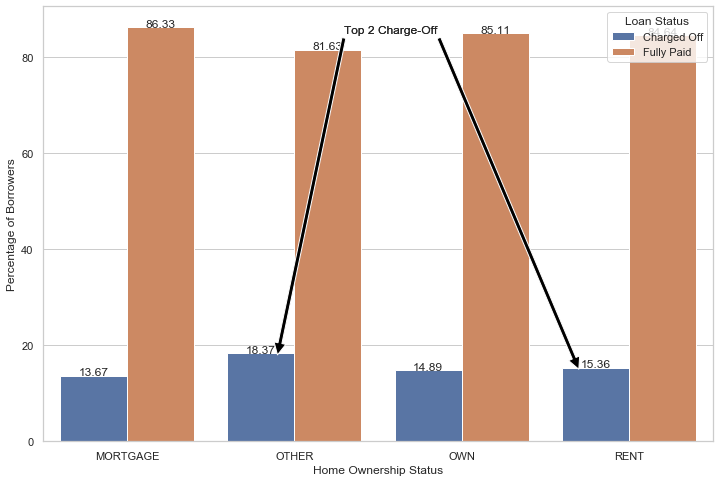 86.33
81.63
Top 2 Charge-Off
85.11
84.64
Loan Status
Charged Off
Fully Paid
80
60
40
20
0
13.67
18.37
14.89
15.36
Percentage of Borrowers
MORTGAGE
OTHER
OWN
RENT
Home Ownership Status